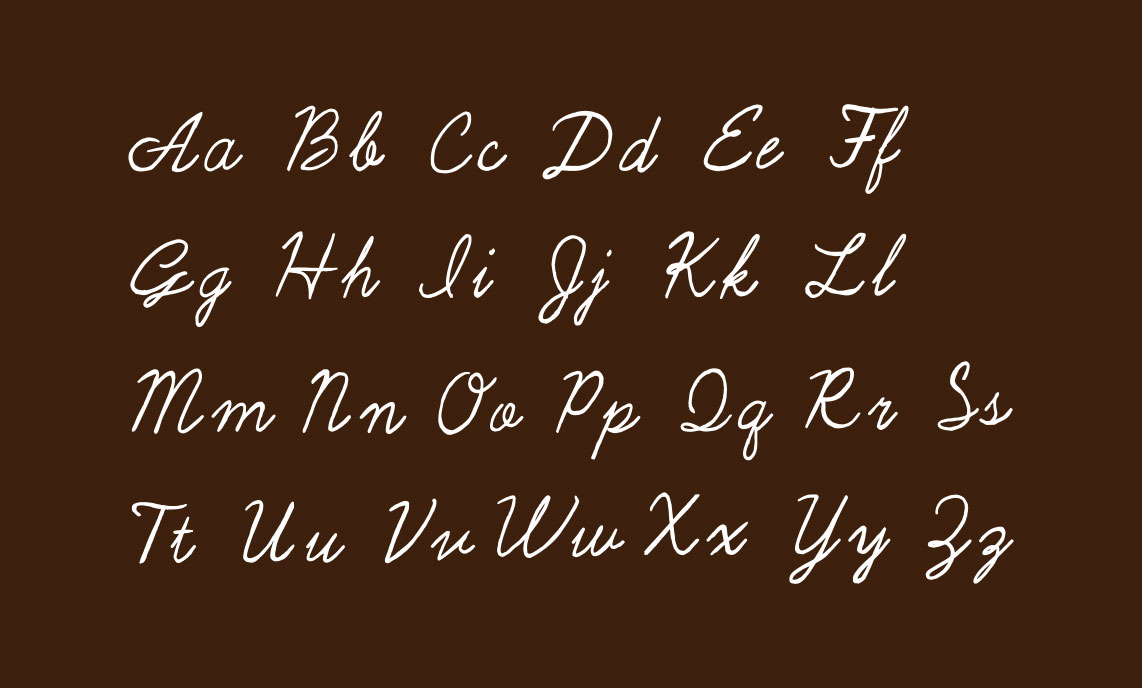 Aa Bb Cc Dd Ee Ff
Gg Hh Ii Jj Kk Ll
Mm Nn Oo Pp Qq Rr Ss
Tt Uu Vv Ww Xx Yy Zz